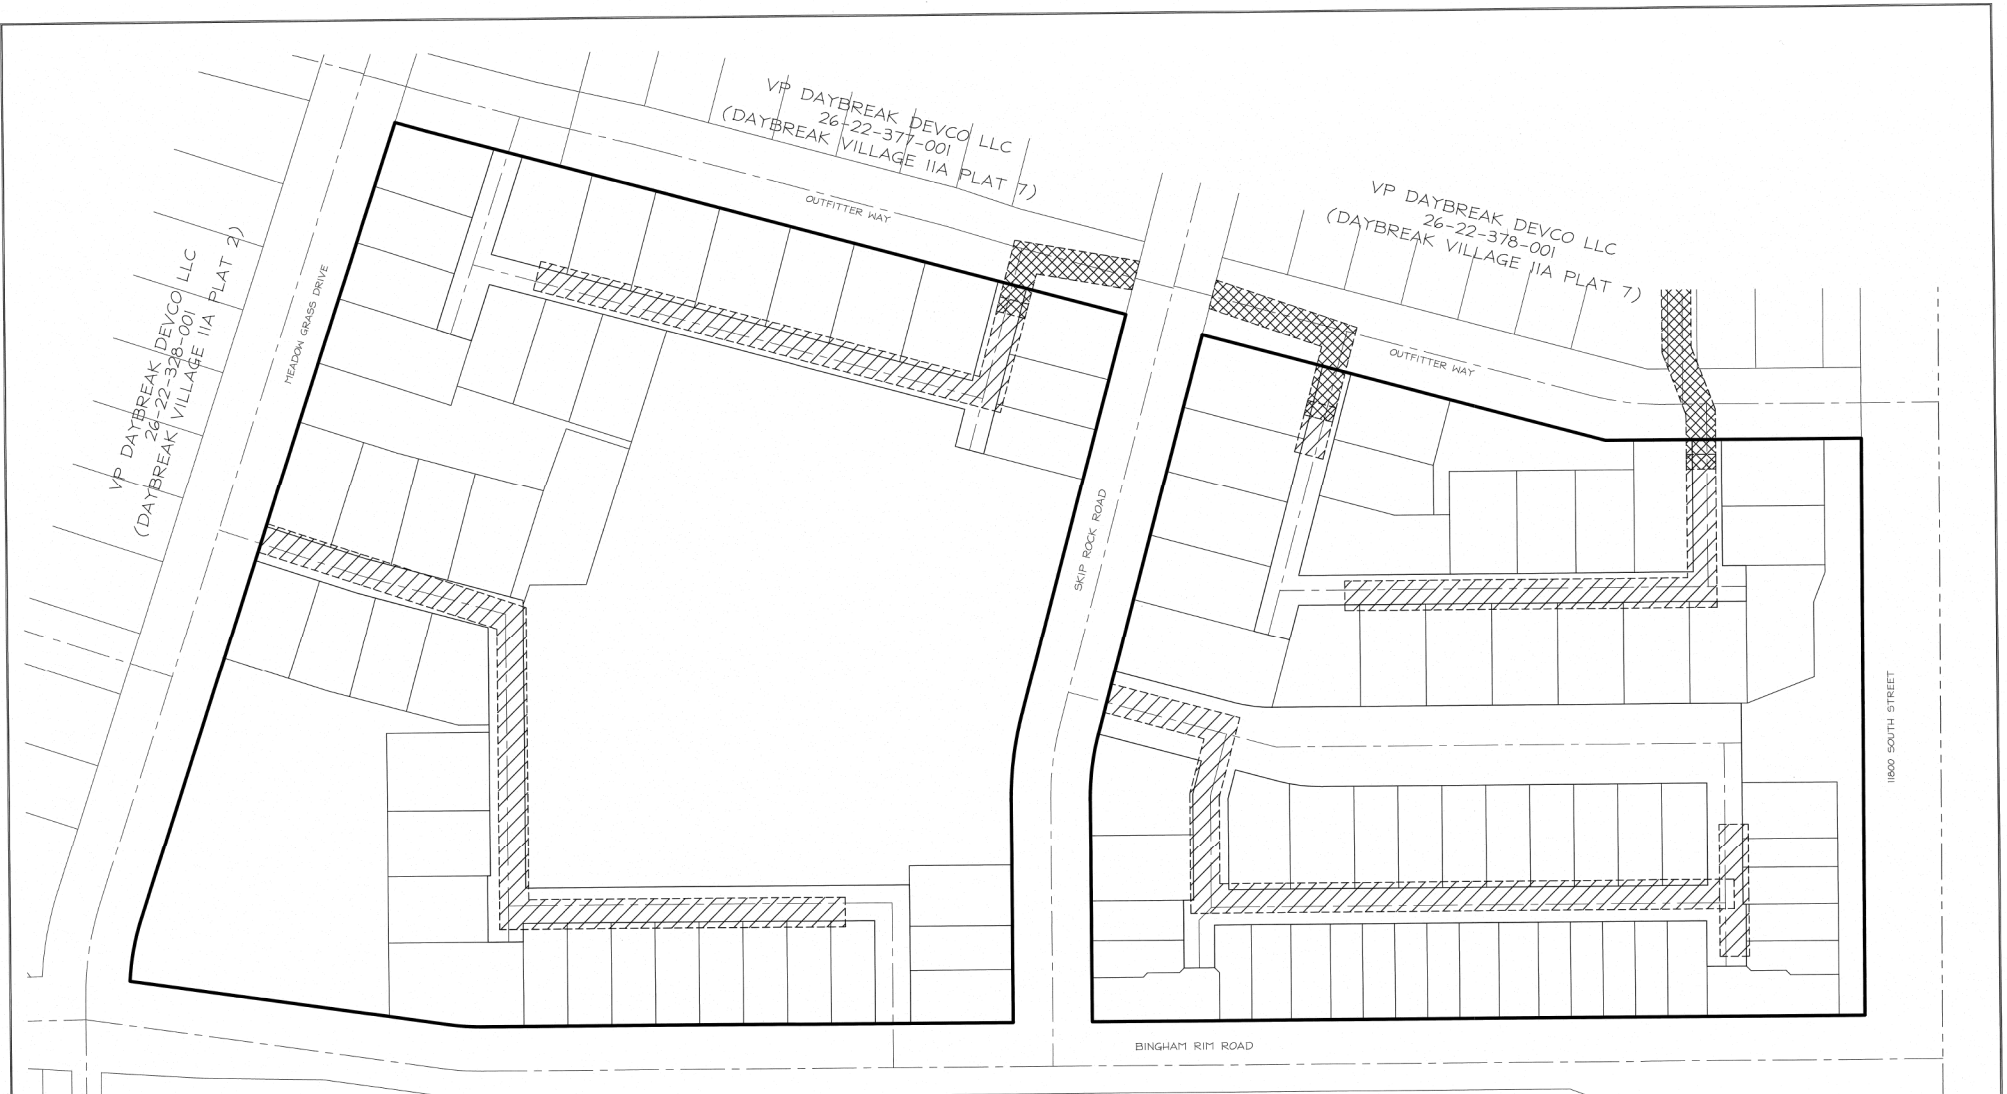 VP DAYBREAK DEVCO LLC
26-22-377-001
(DAYBREAK VILLAGE 11A PLAT 7)
VP DAYBREAK DEVCO LLC
26-22-378-001
(DAYBREAK VILLAGE 11A PLAT 7)
OUTFITTER WAY
OUTFITTER WAY
VP DAYBREAK DEVCO LLC
26-22-328-001
(DAYBREAK VILLAGE 11A PLAT 2)
MEADOW GRASS DRIVE
SKIP ROCK ROAD
11800 SOUTH STREET
BINGHAM RIM ROAD